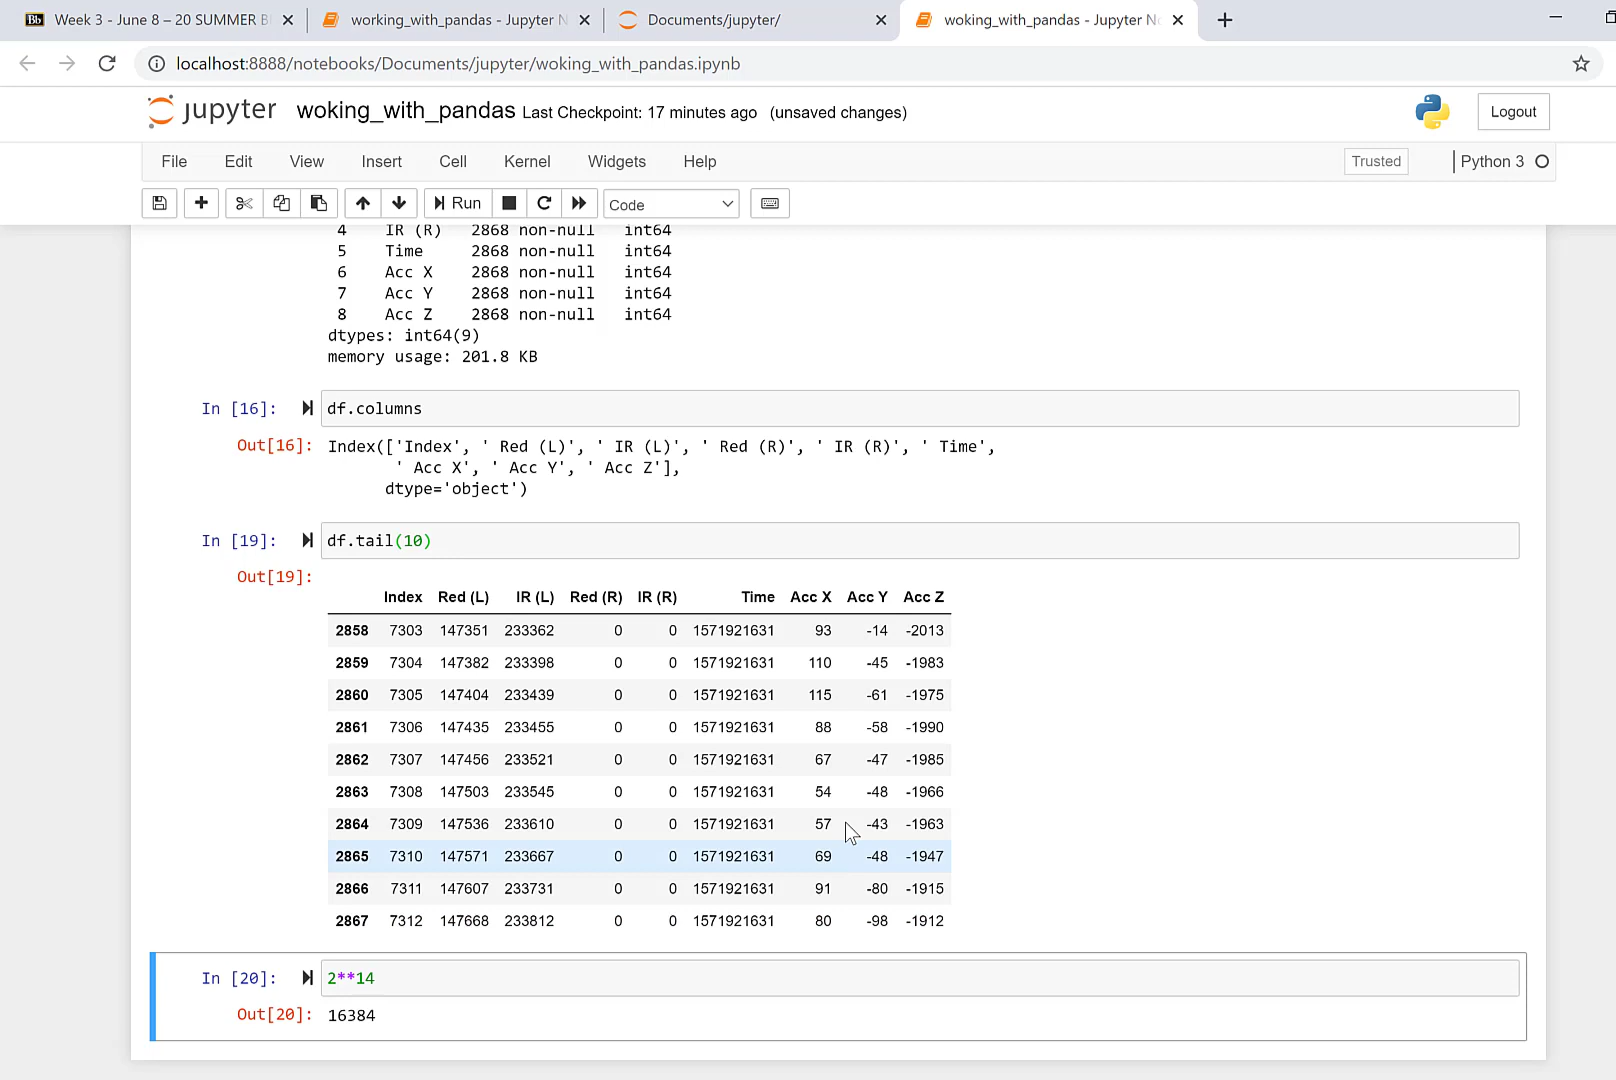 Week 3 - June 8 – 20 SUMMER B
working_with_pandas - Jupyter N
Documents/jupyter/
woking_with_pandas - Jupyter No
localhost:8888/notebooks/Documents/jupyter/woking_with_pandas.ipynb
jupyter woking_with_pandas Last Checkpoint: 17 minutes ago (unsaved changes)
Logout
File Edit View Insert Cell Kernel Widgets Help
Trusted
Python 3
Run
Code
4 IR (R) 2868 non-null int64
5 Time 2868 non-null int64
6 Acc X 2868 non-null int64
7 Acc Y 2868 non-null int64
8 Acc Z 2868 non-null int64
dtypes: int64(9)
memory usage: 201.8 KB
In [16]: df.columns
Out[16]: Index(['Index', ' Red (L)', ' IR (L)', ' Red (R)', ' IR (R)', ' Time',
' Acc X', ' Acc Y', ' Acc Z'],
dtype='object')
In [19]: df.tail(10)
Out[19]:
Index Red (L) IR (L) Red (R) IR (R) Time Acc X Acc Y Acc Z
2858 7303 147351 233362 0 0 1571921631 93 -14 -2013
2859 7304 147382 233398 0 0 1571921631 110 -45 -1983
2860 7305 147404 233439 0 0 1571921631 115 -61 -1975
2861 7306 147435 233455 0 0 1571921631 88 -58 -1990
2862 7307 147456 233521 0 0 1571921631 67 -47 -1985
2863 7308 147503 233545 0 0 1571921631 54 -48 -1966
2864 7309 147536 233610 0 0 1571921631 57 -43 -1963
2865 7310 147571 233667 0 0 1571921631 69 -48 -1947
2866 7311 147607 233731 0 0 1571921631 91 -80 -1915
2867 7312 147668 233812 0 0 1571921631 80 -98 -1912
In [20]: 2**14
Out[20]: 16384